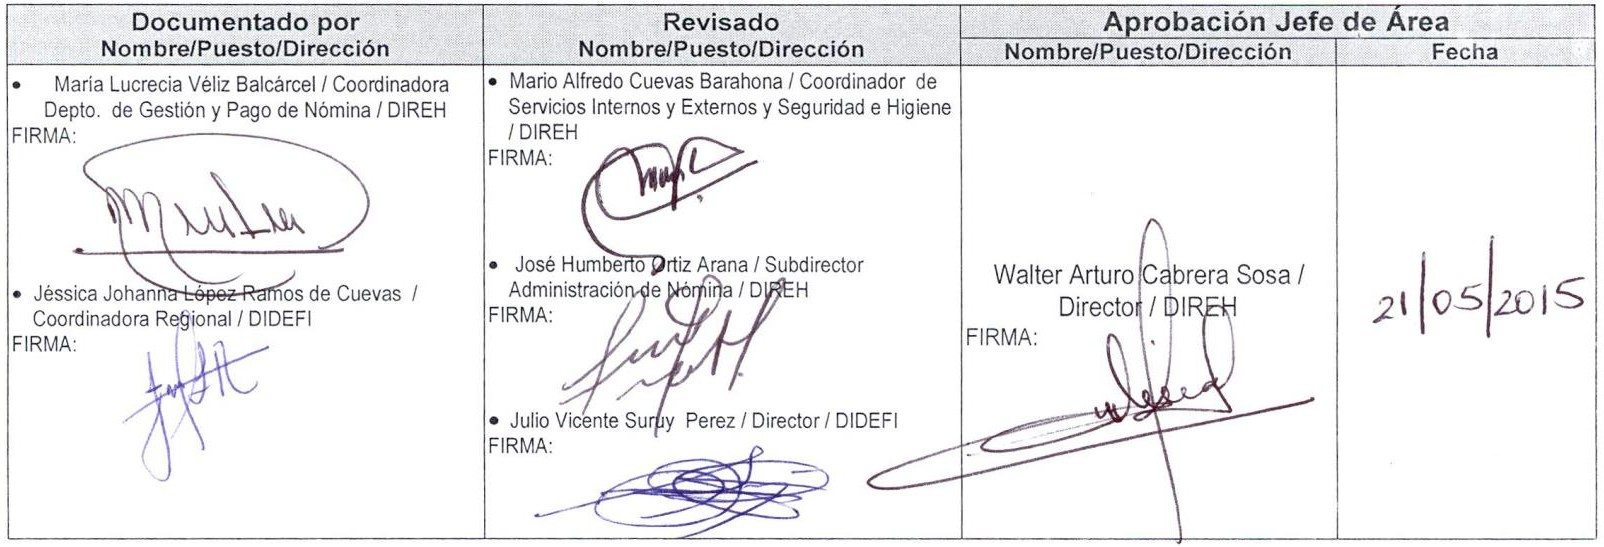 Documentado por
Nombre/Puesto/Dirección
Revisado
Nombre/Puesto/Dirección
Aprobación Jefe de Área
Nombre/Puesto/Dirección
Fecha
• Maria Lucrecia Véliz Balcárcel / Coordinadora
Depto. de Gestión y Pago de Nómina / DIREH
FIRMA:
• Jéssica Johanna López Ramos de Cuevas /
Coordinadora Regional / DIDEFI
FIRMA:
• Mario Alfredo Cuevas Barahona / Coordinador de
Servicios Internos y Externos y Seguridad e Higiene
/ DIREH
FIRMA:
• José Humberto Ortiz Arana / Subdirector
Administración de Nómina / DIREH
FIRMA:
• Julio Vicente Suruy Perez / Director / DIDEFI
FIRMA:
Walter Arturo Cabrera Sosa /
Director / DIREH
FIRMA:
21/05/2015